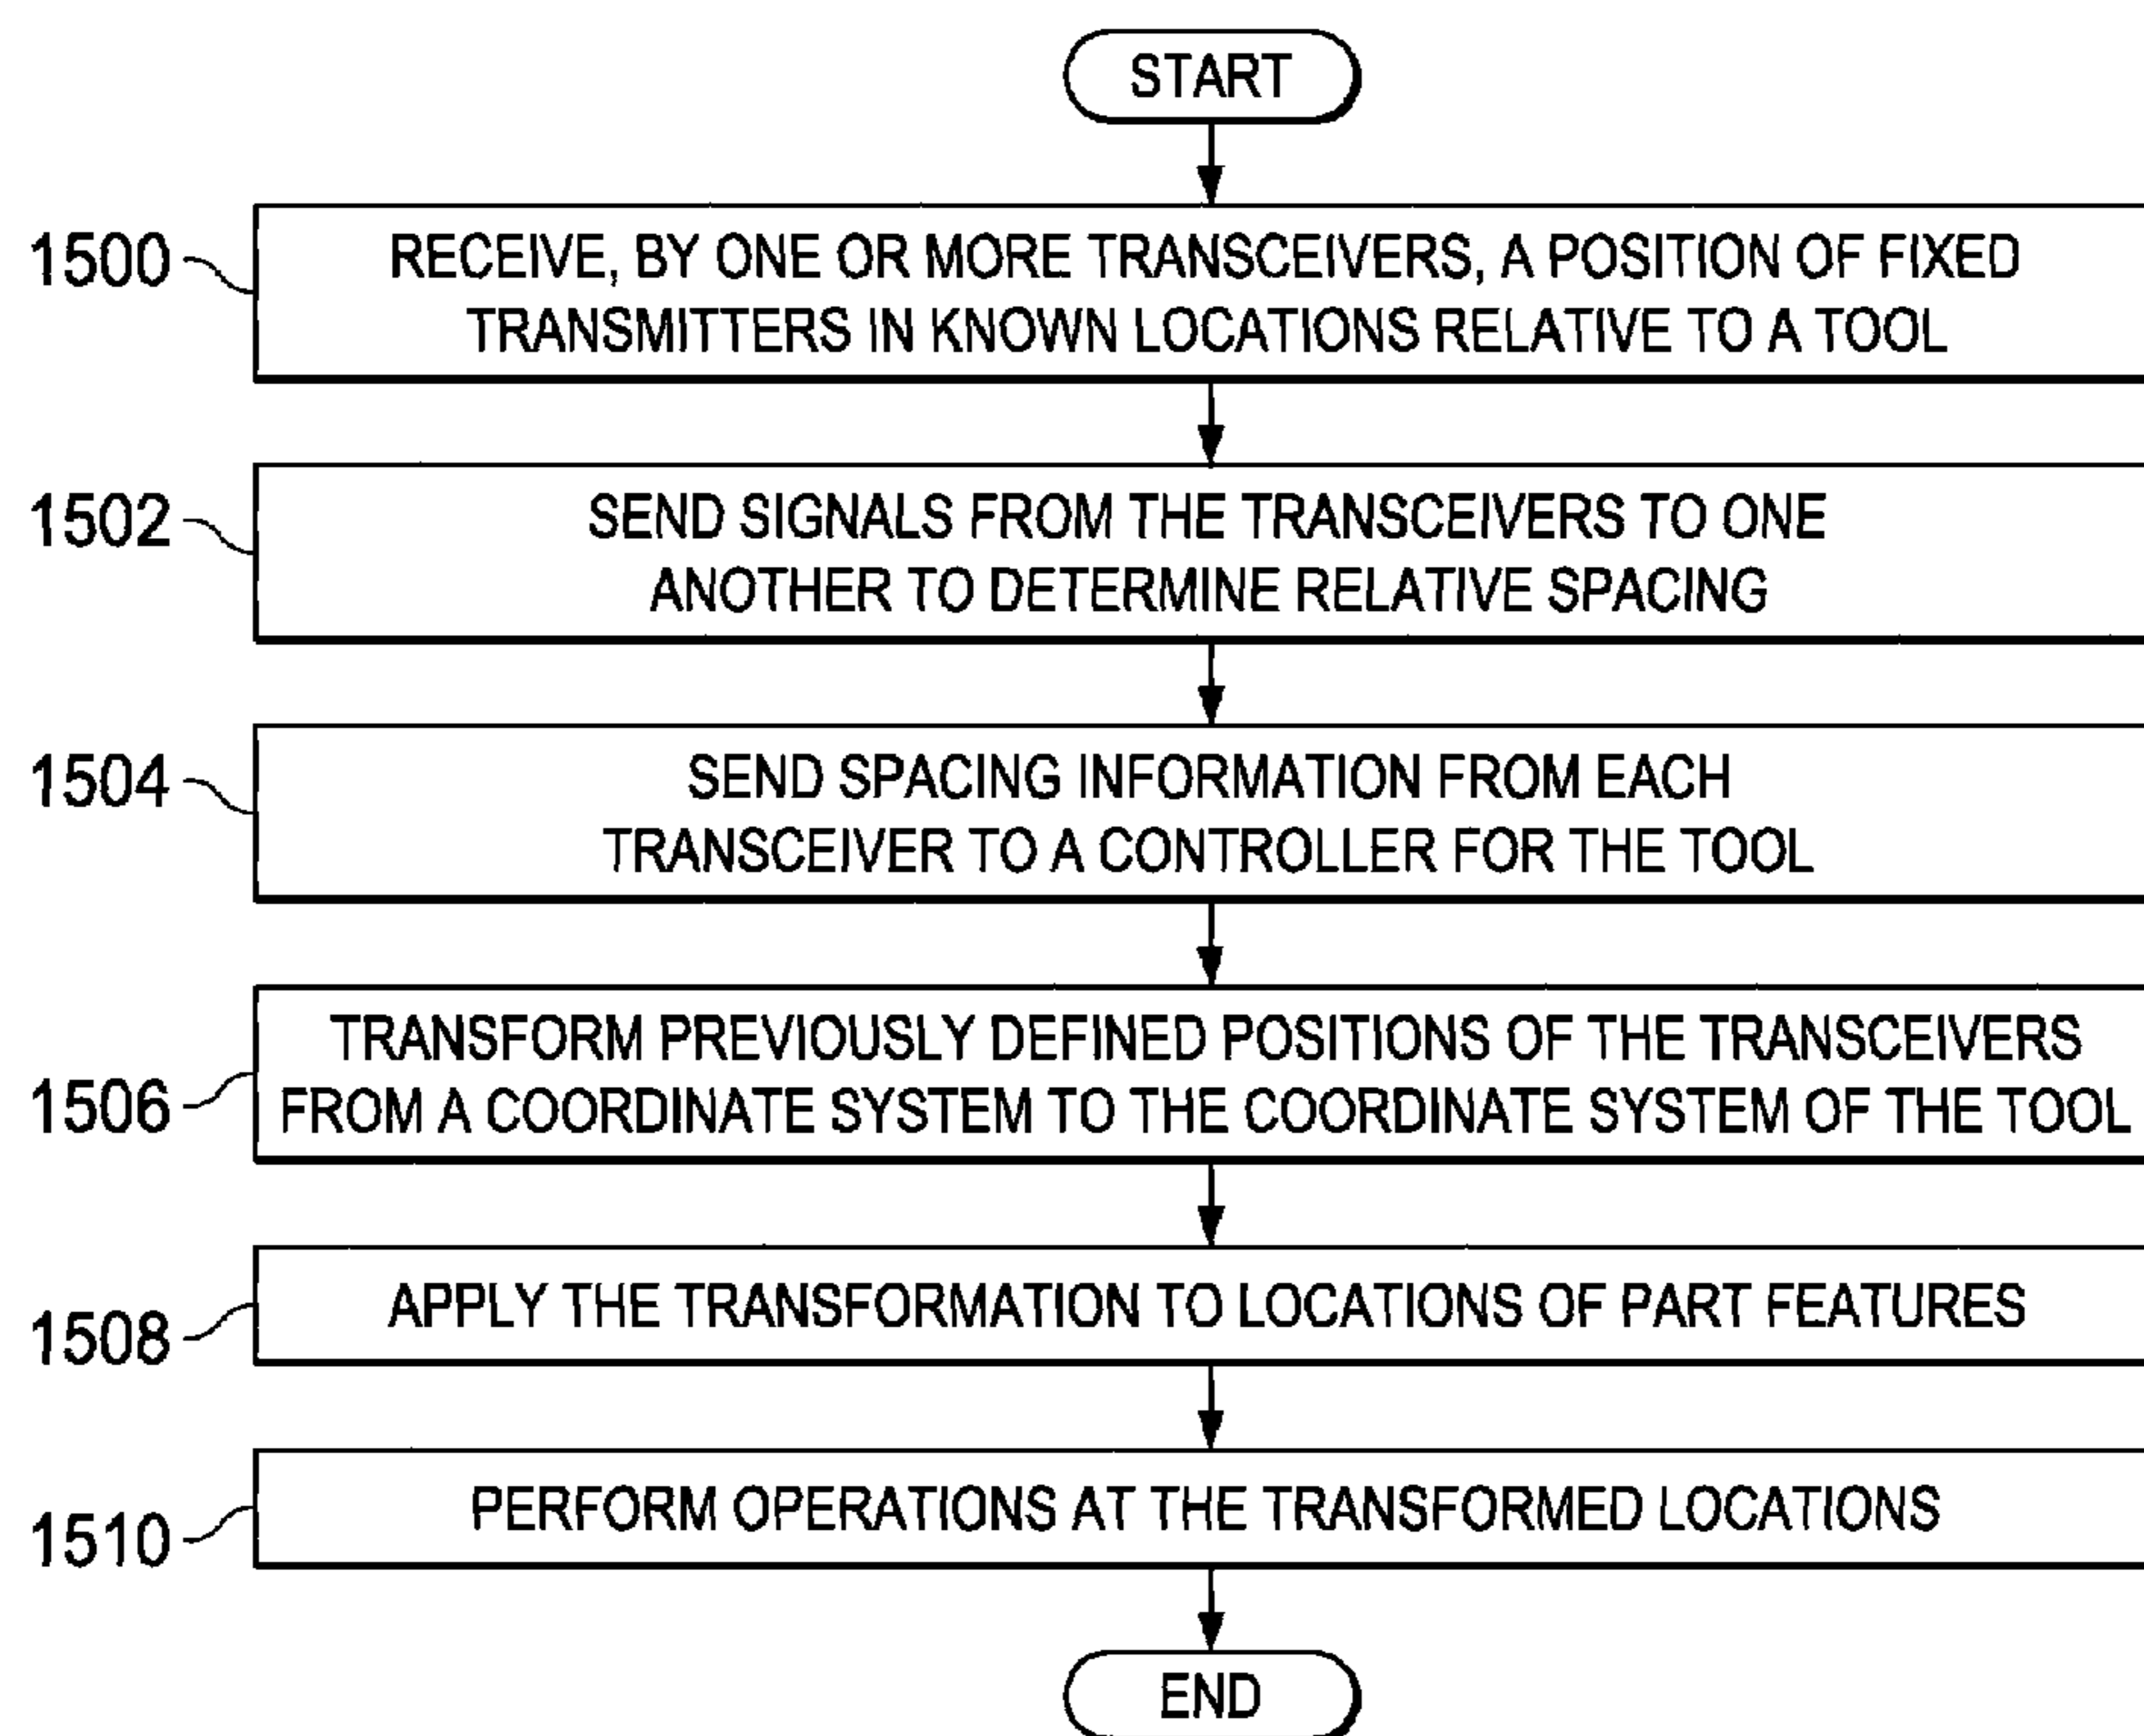 START
1500
RECEIVE, BY ONE OR MORE TRANSCEIVERS, A POSITION OF FIXED
TRANSMITTERS IN KNOWN LOCATIONS RELATIVE TO A TOOL
1502
SEND SIGNALS FROM THE TRANSCEIVERS TO ONE
ANOTHER TO DETERMINE RELATIVE SPACING
1504
SEND SPACING INFORMATION FROM EACH
TRANSCEIVER TO A CONTROLLER FOR THE TOOL
1506
TRANSFORM PREVIOUSLY DEFINED POSITIONS OF THE TRANSCEIVERS
FROM A COORDINATE SYSTEM TO THE COORDINATE SYSTEM OF THE TOOL
1508
APPLY THE TRANSFORMATION TO LOCATIONS OF PART FEATURES
1510
PERFORM OPERATIONS AT THE TRANSFORMED LOCATIONS
END